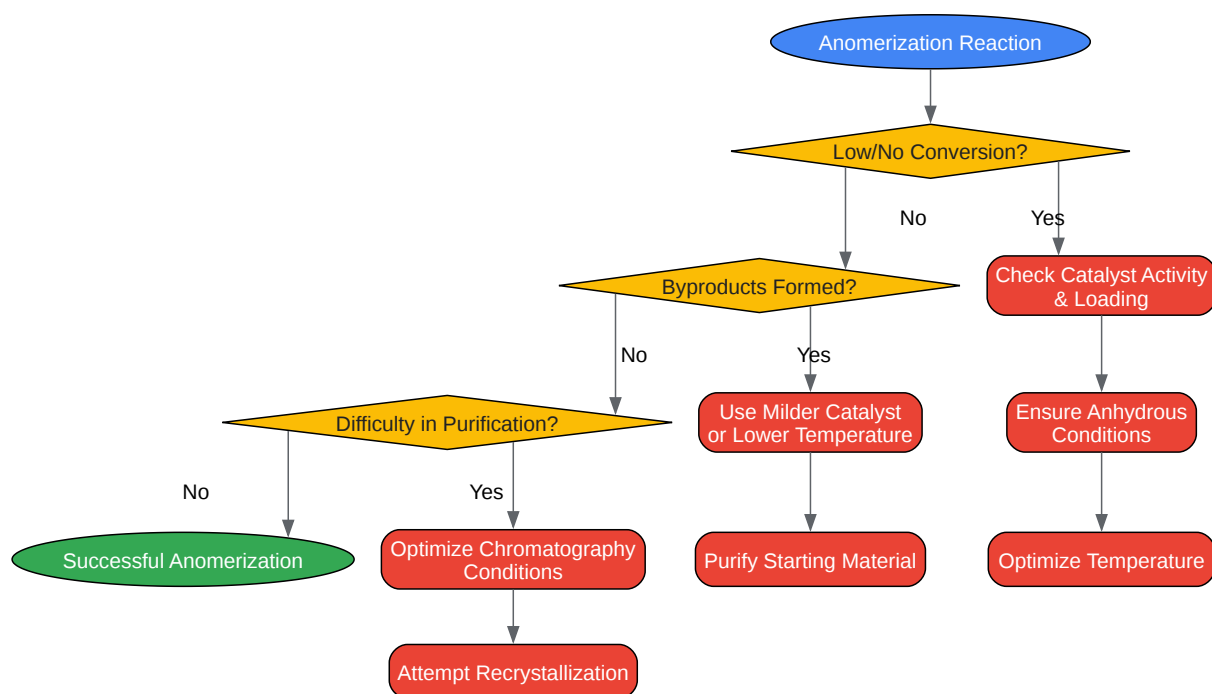 Anomerization Reaction
Low/No Conversion?
No
Yes
Byproducts Formed?
Check Catalyst Activity
& Loading
No
Yes
Difficulty in Purification?
Use Milder Catalyst
or Lower Temperature
Ensure Anhydrous
Conditions
No
Yes
Successful Anomerization
Optimize Chromatography
Conditions
Purify Starting Material
Optimize Temperature
Attempt Recrystallization